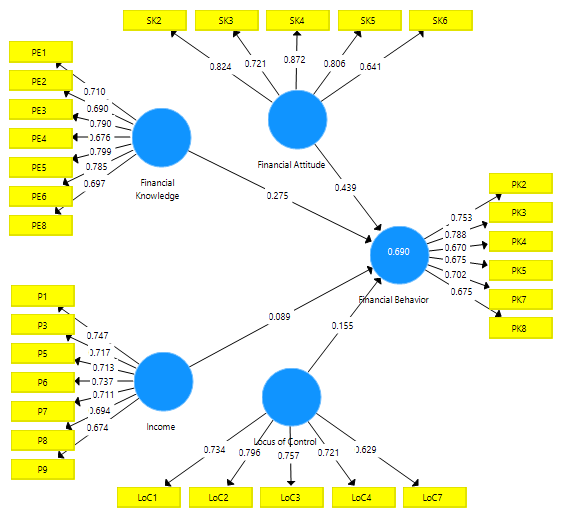 SK2
SK3
SK4
SK5
SK6
0.824
0.721
0.872
0.806
0.641
Financial Attitude
PE1
PE2
PE3
PE4
PE5
PE6
PE8
0.710
0.690
0.790
0.676
0.799
0.785
0.697
Financial
Knowledge
0.275
0.439
0.690
Financial Behavior
PK2
PK3
PK4
PK5
PK7
PK8
0.753
0.788
0.670
0.675
0.702
0.675
P1
P3
P5
P6
P7
P8
P9
0.747
0.717
0.713
0.737
0.711
0.694
0.674
Income
0.089
0.155
Locus of Control
0.734
0.796
0.757
0.721
0.629
LoC1
LoC2
LoC3
LoC4
LoC7